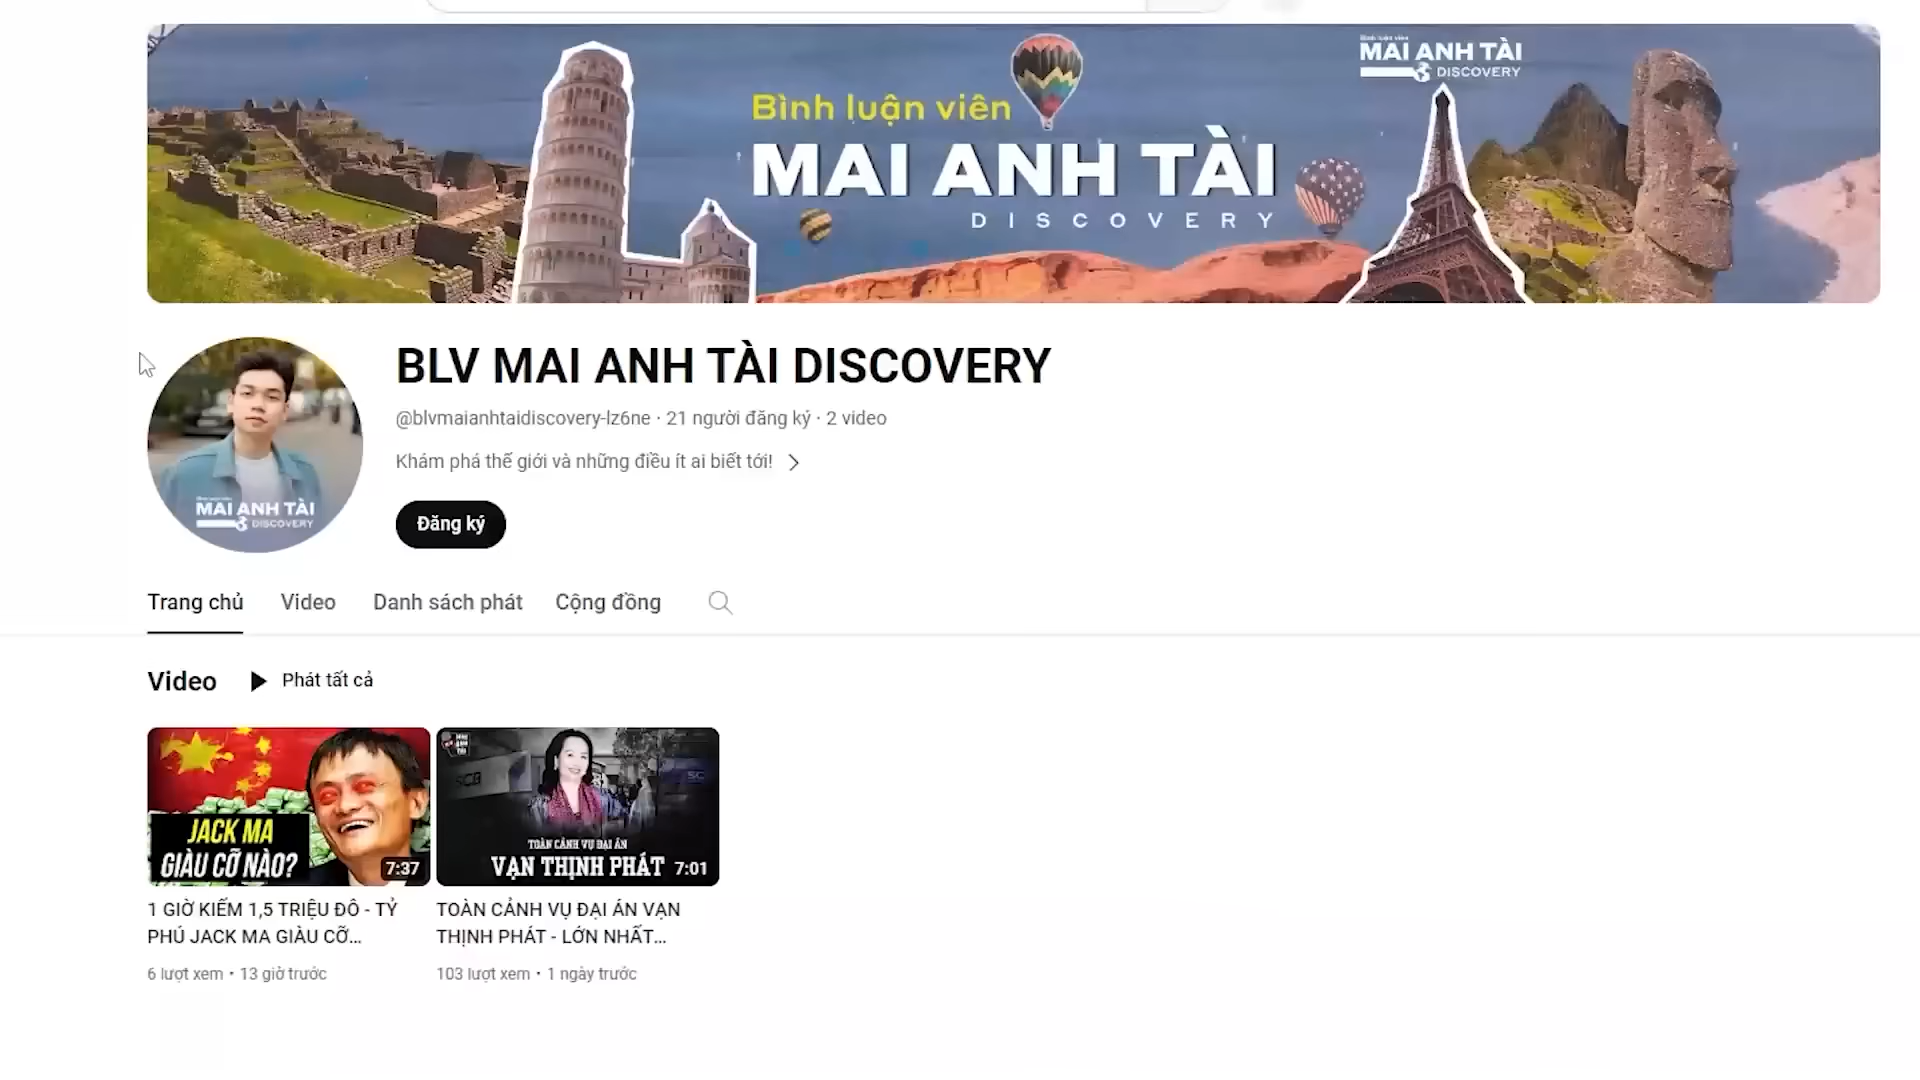 Bình luận viên
MAI ANH TÀI
DISCOVERY
Bình luận viên
MAI ANH TÀI
DISCOVERY
MAI ANH TÀI
DISCOVERY
BLV MAI ANH TÀI DISCOVERY
@blvmaianhtaidiscovery-lz6ne · 21 người đăng ký · 2 video
Khám phá thế giới và những điều ít ai biết tới!
Đăng ký
Trang chủ Video Danh sách phát Cộng đồng
Video Phát tất cả
JACK MA
GIÀU CỠ NÀO?
7:37
SCB
SC
TOÀN CẢNH VỤ ĐẠI ÁN
VẠN THỊNH PHÁT
7:01
1 GIỜ KIẾM 1,5 TRIỆU ĐÔ - TỶ
PHÚ JACK MA GIÀU CỠ...
6 lượt xem • 13 giờ trước
TOÀN CẢNH VỤ ĐẠI ÁN VẠN
THỊNH PHÁT - LỚN NHẤT...
103 lượt xem • 1 ngày trước